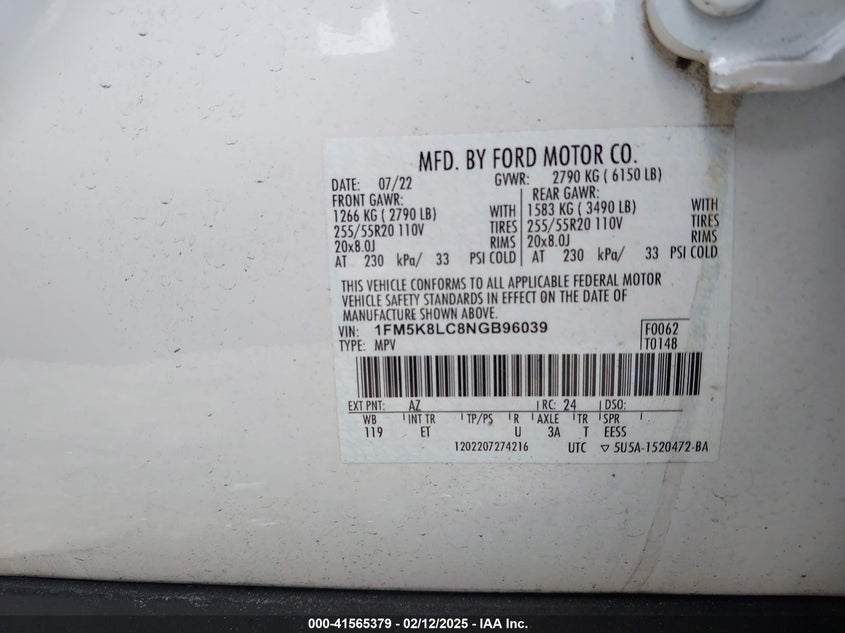 MFD. BY FORD MOTOR CO.
DATE: 07/22 GVWR: 2790 KG ( 6150 LB)
FRONT GAWR: REAR GAWR:
1266 KG ( 2790 LB) WITH 1583 KG ( 3490 LB) WITH
255/55R20 110V TIRES 255/55R20 110V TIRES
20x8.0J RIMS 20x8.0J RIMS
AT 230 kPa/ 33 PSI COLD AT 230 kPa/ 33 PSI COLD
THIS VEHICLE CONFORMS TO ALL APPLICABLE FEDERAL MOTOR
VEHICLE SAFETY STANDARDS IN EFFECT ON THE DATE OF
MANUFACTURE SHOWN ABOVE.
VIN: 1FM5K8LC8NGB96039 F0062
TYPE: MPV T0148
EXT PNT: AZ RC: 24 DSO:
WB INT TR TP/PS R AXLE TR SPR
119 ET U 3A T EESS
1202207274216 UTC ▽ 5U5A-1520472-BA
000-41565379 - 02/12/2025 - IAA Inc.